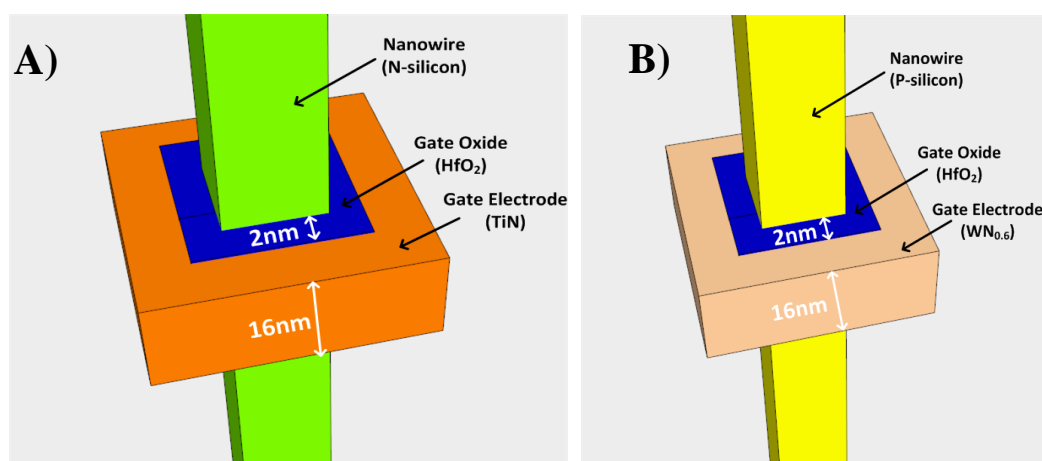 A)
Nanowire
(N-silicon)
Gate Oxide
(HfO₂)
Gate Electrode
(TiN)
2nm
16nm
B)
Nanowire
(P-silicon)
Gate Oxide
(HfO₂)
Gate Electrode
(WN₀.₆)
2nm
16nm